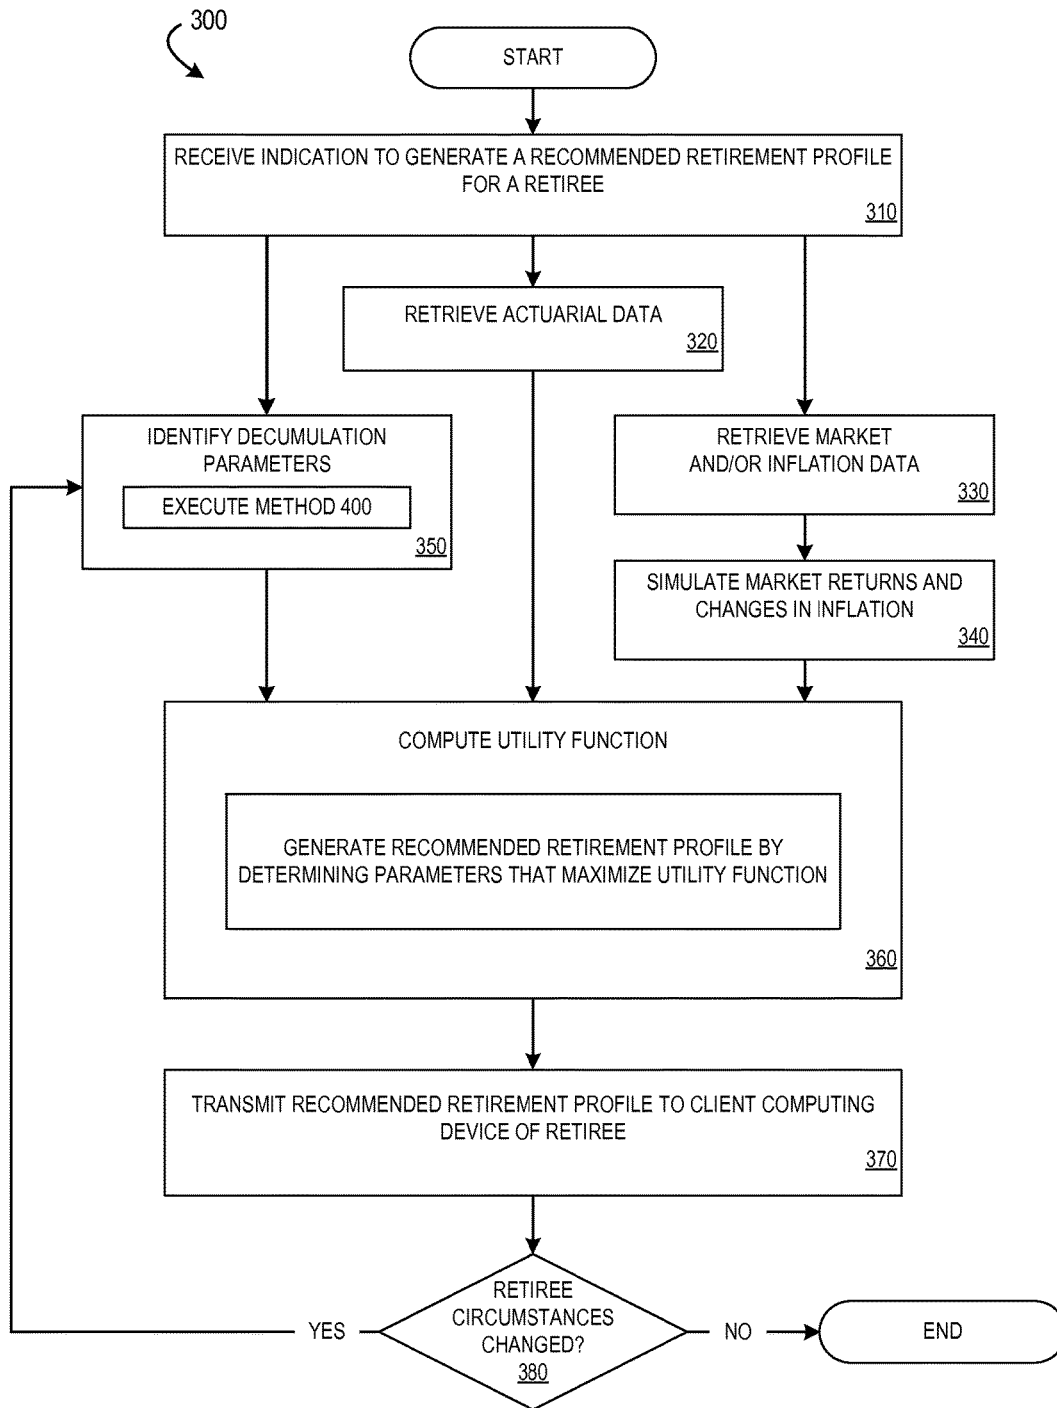 300
START
RECEIVE INDICATION TO GENERATE A RECOMMENDED RETIREMENT PROFILE
FOR A RETIREE
310
RETRIEVE ACTUARIAL DATA
320
IDENTIFY DECUMULATION
PARAMETERS
EXECUTE METHOD 400
350
RETRIEVE MARKET
AND/OR INFLATION DATA
330
SIMULATE MARKET RETURNS AND
CHANGES IN INFLATION
340
COMPUTE UTILITY FUNCTION
GENERATE RECOMMENDED RETIREMENT PROFILE BY
DETERMINING PARAMETERS THAT MAXIMIZE UTILITY FUNCTION
360
TRANSMIT RECOMMENDED RETIREMENT PROFILE TO CLIENT COMPUTING
DEVICE OF RETIREE
370
RETIREE
CIRCUMSTANCES
CHANGED?
380
YES
NO
END